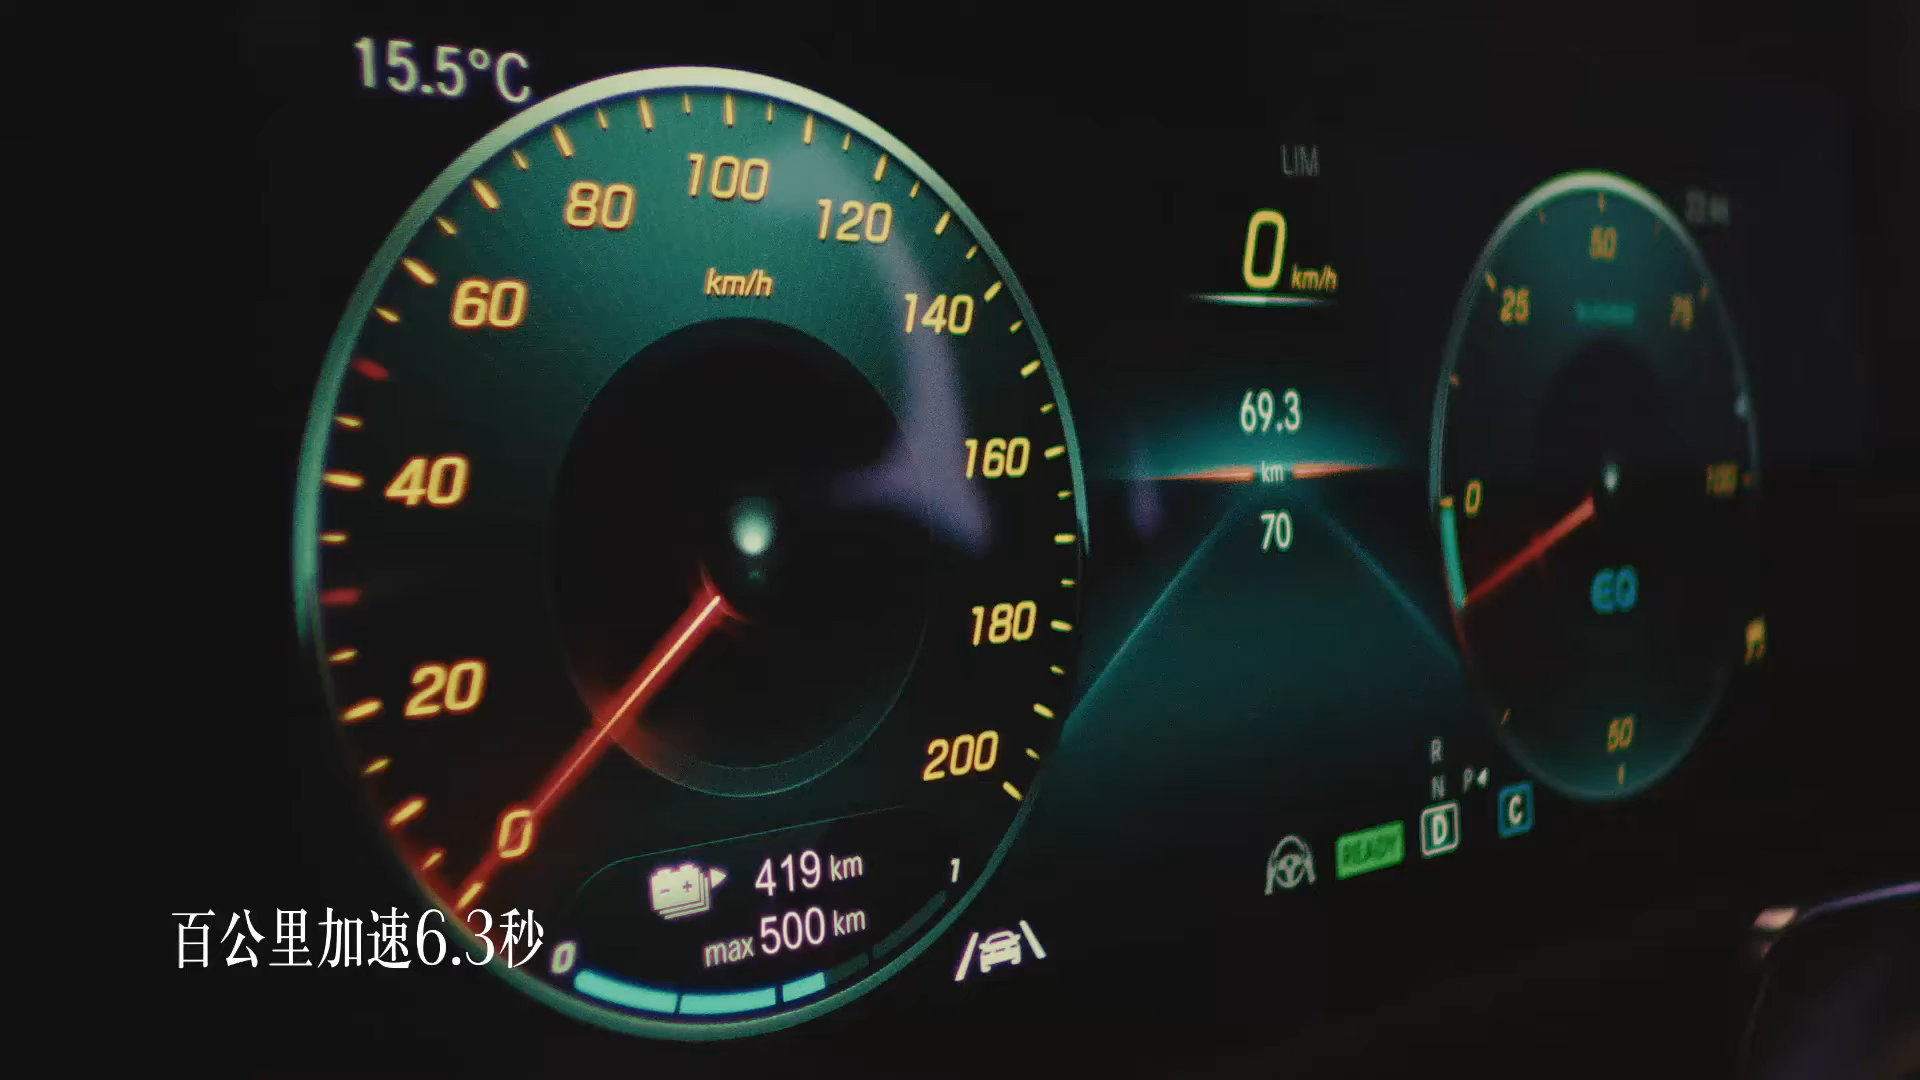 15.5°C
0
20
40
60
80
100
120
140
160
180
200
km/h
419 km
max 500 km
0
1
LIM
0 km/h
69.3
km
70
0
25
50
75
100
50
EQ
R
N
P
D
C
READY
百公里加速6.3秒